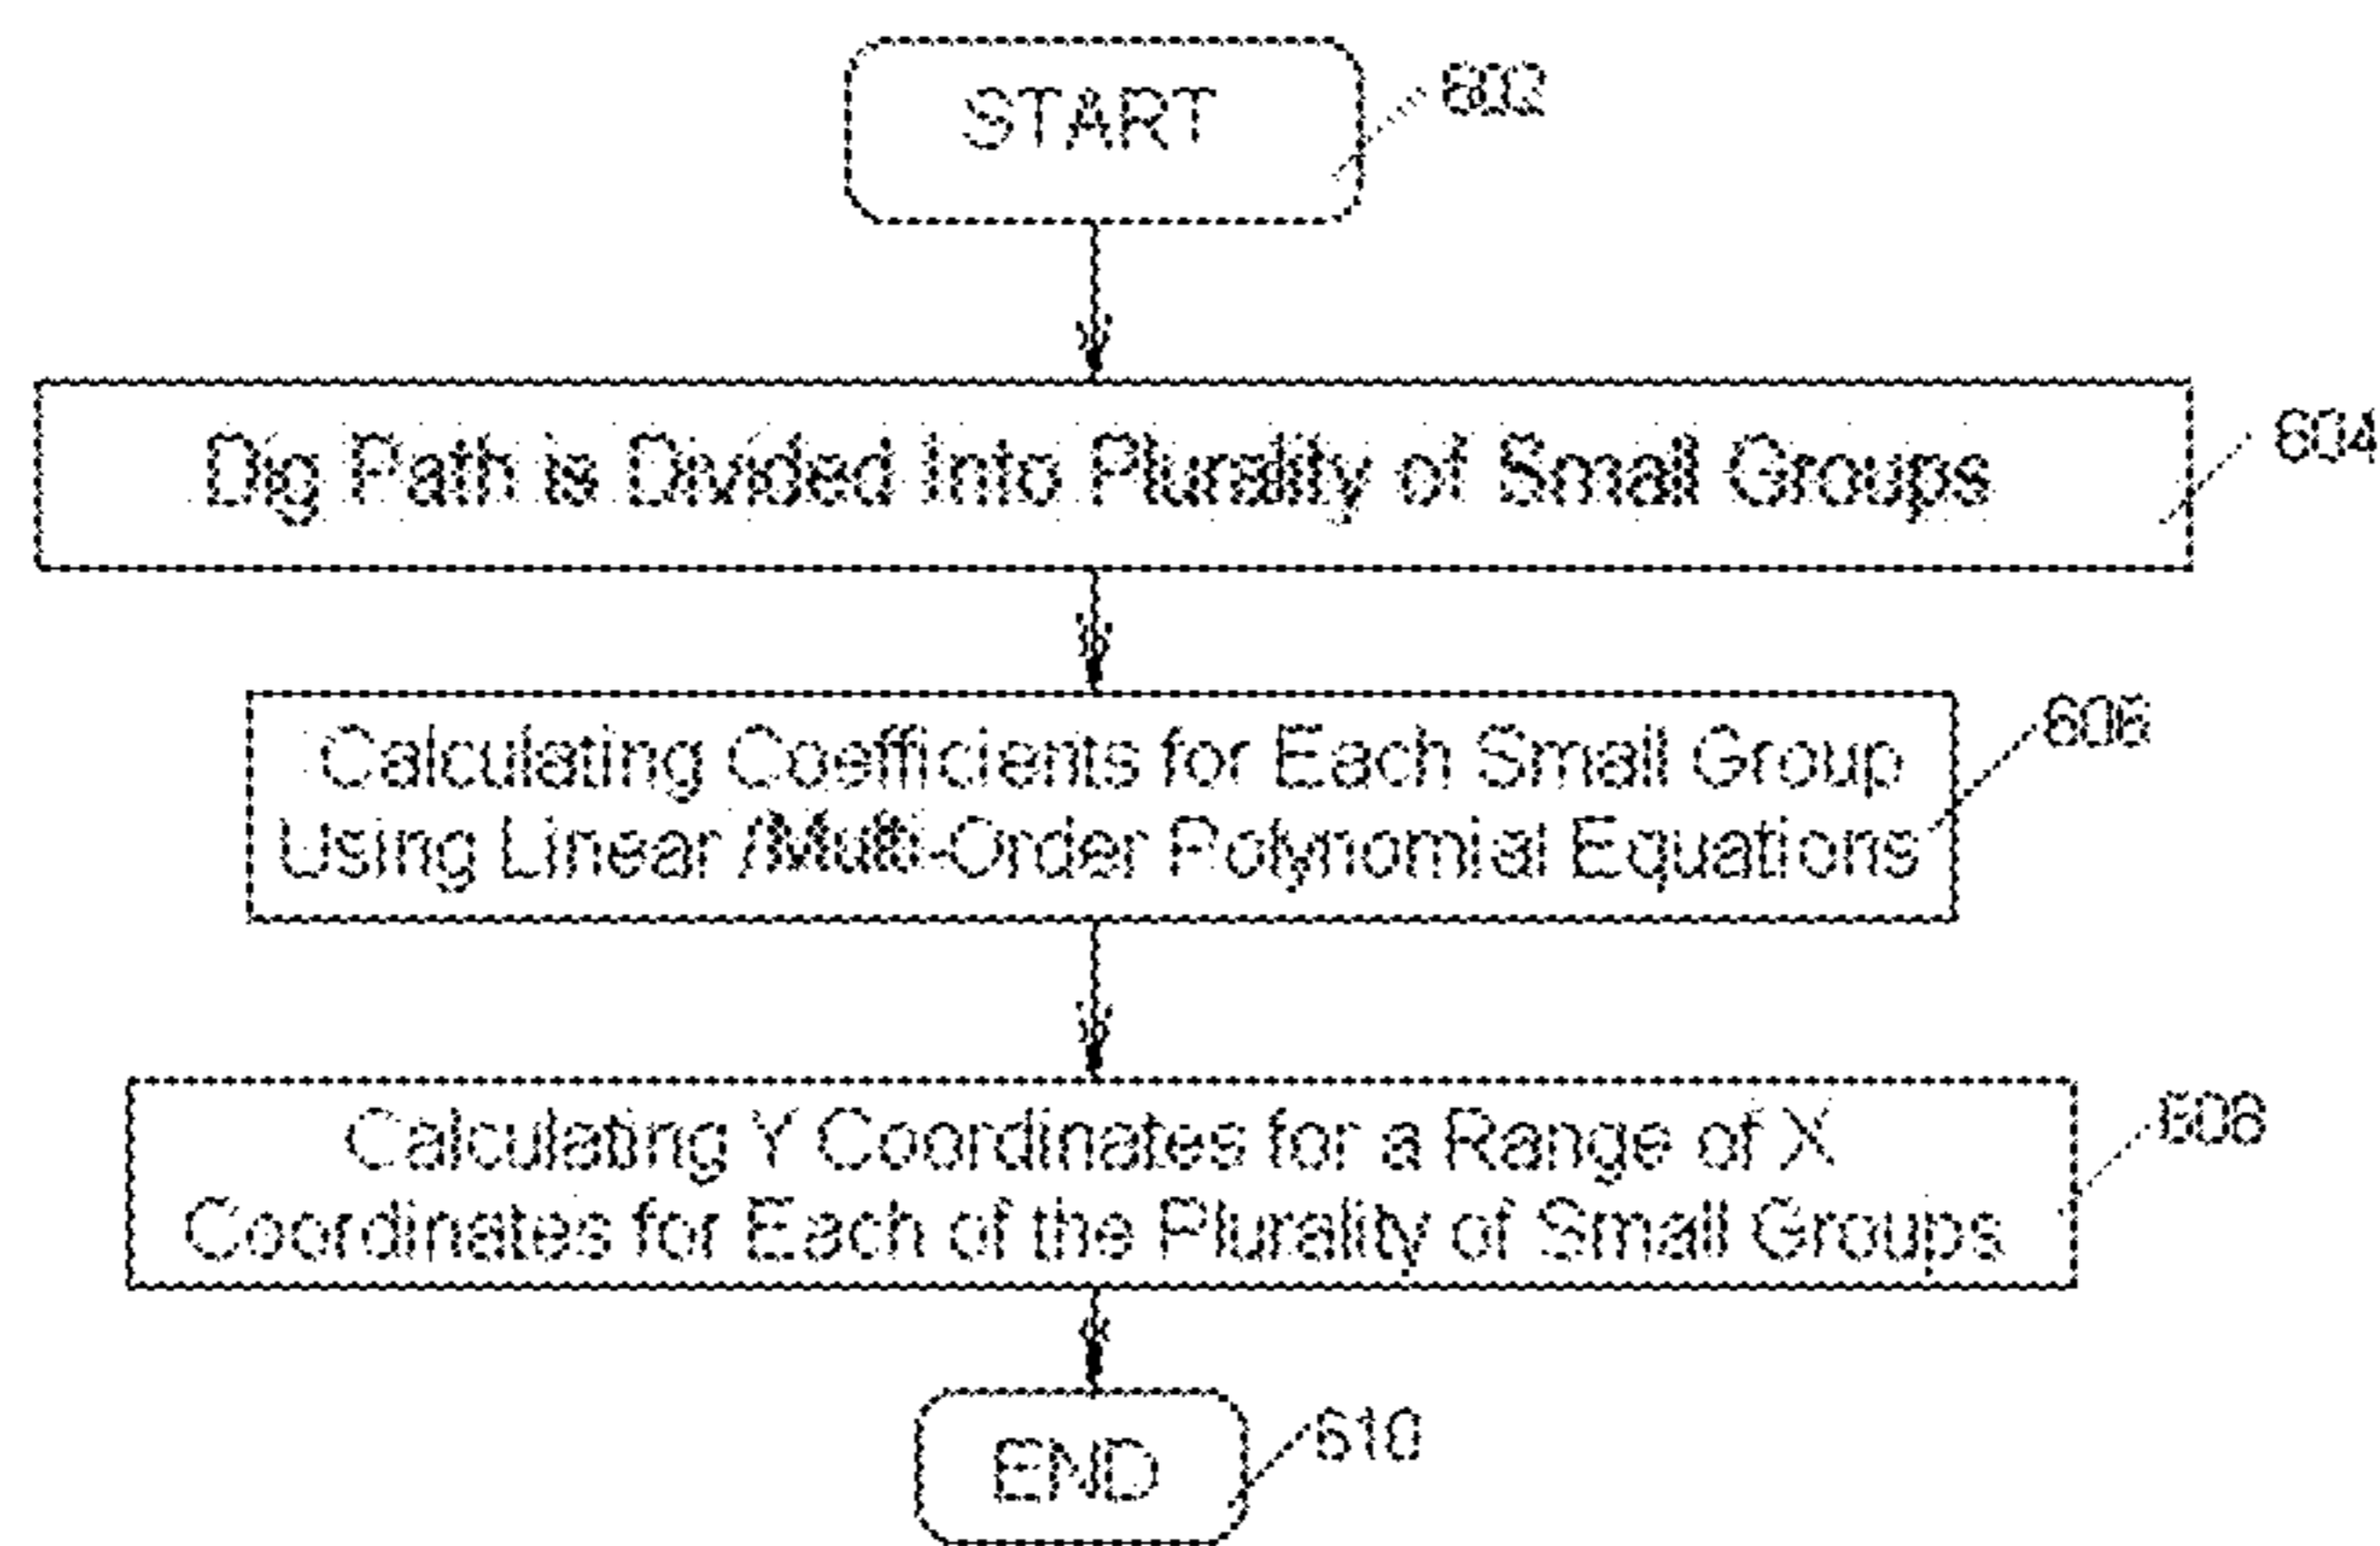 START
602
Dig Path is Divided Into Plurality of Small Groups
604
Calculating Coefficients for Each Small Group
Using Linear /Multi-Order Polynomial Equations
606
Calculating Y Coordinates for a Range of X
Coordinates for Each of the Plurality of Small Groups
608
END
610